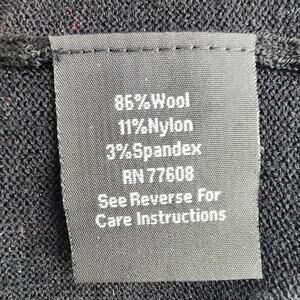 86%Wool
11%Nylon
3%Spandex
RN 77608
See Reverse For
Care Instructions